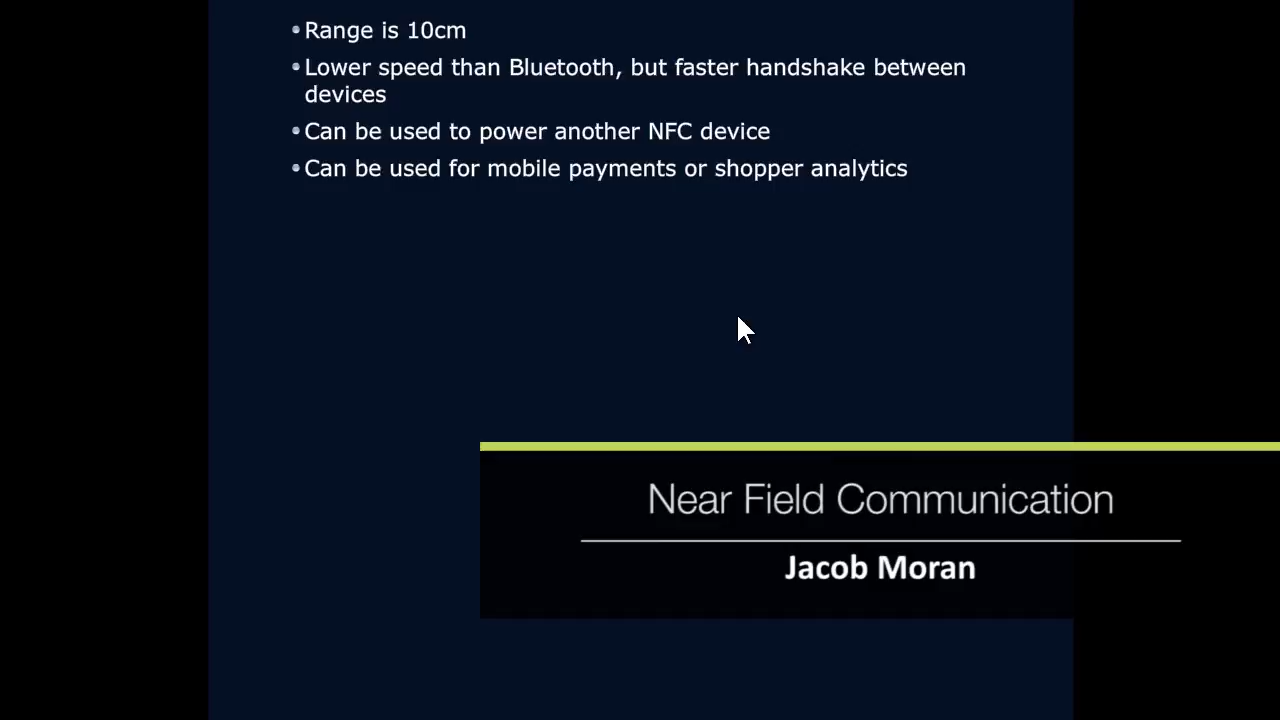 • Range is 10cm
• Lower speed than Bluetooth, but faster handshake between
devices
• Can be used to power another NFC device
• Can be used for mobile payments or shopper analytics
Near Field Communication
Jacob Moran